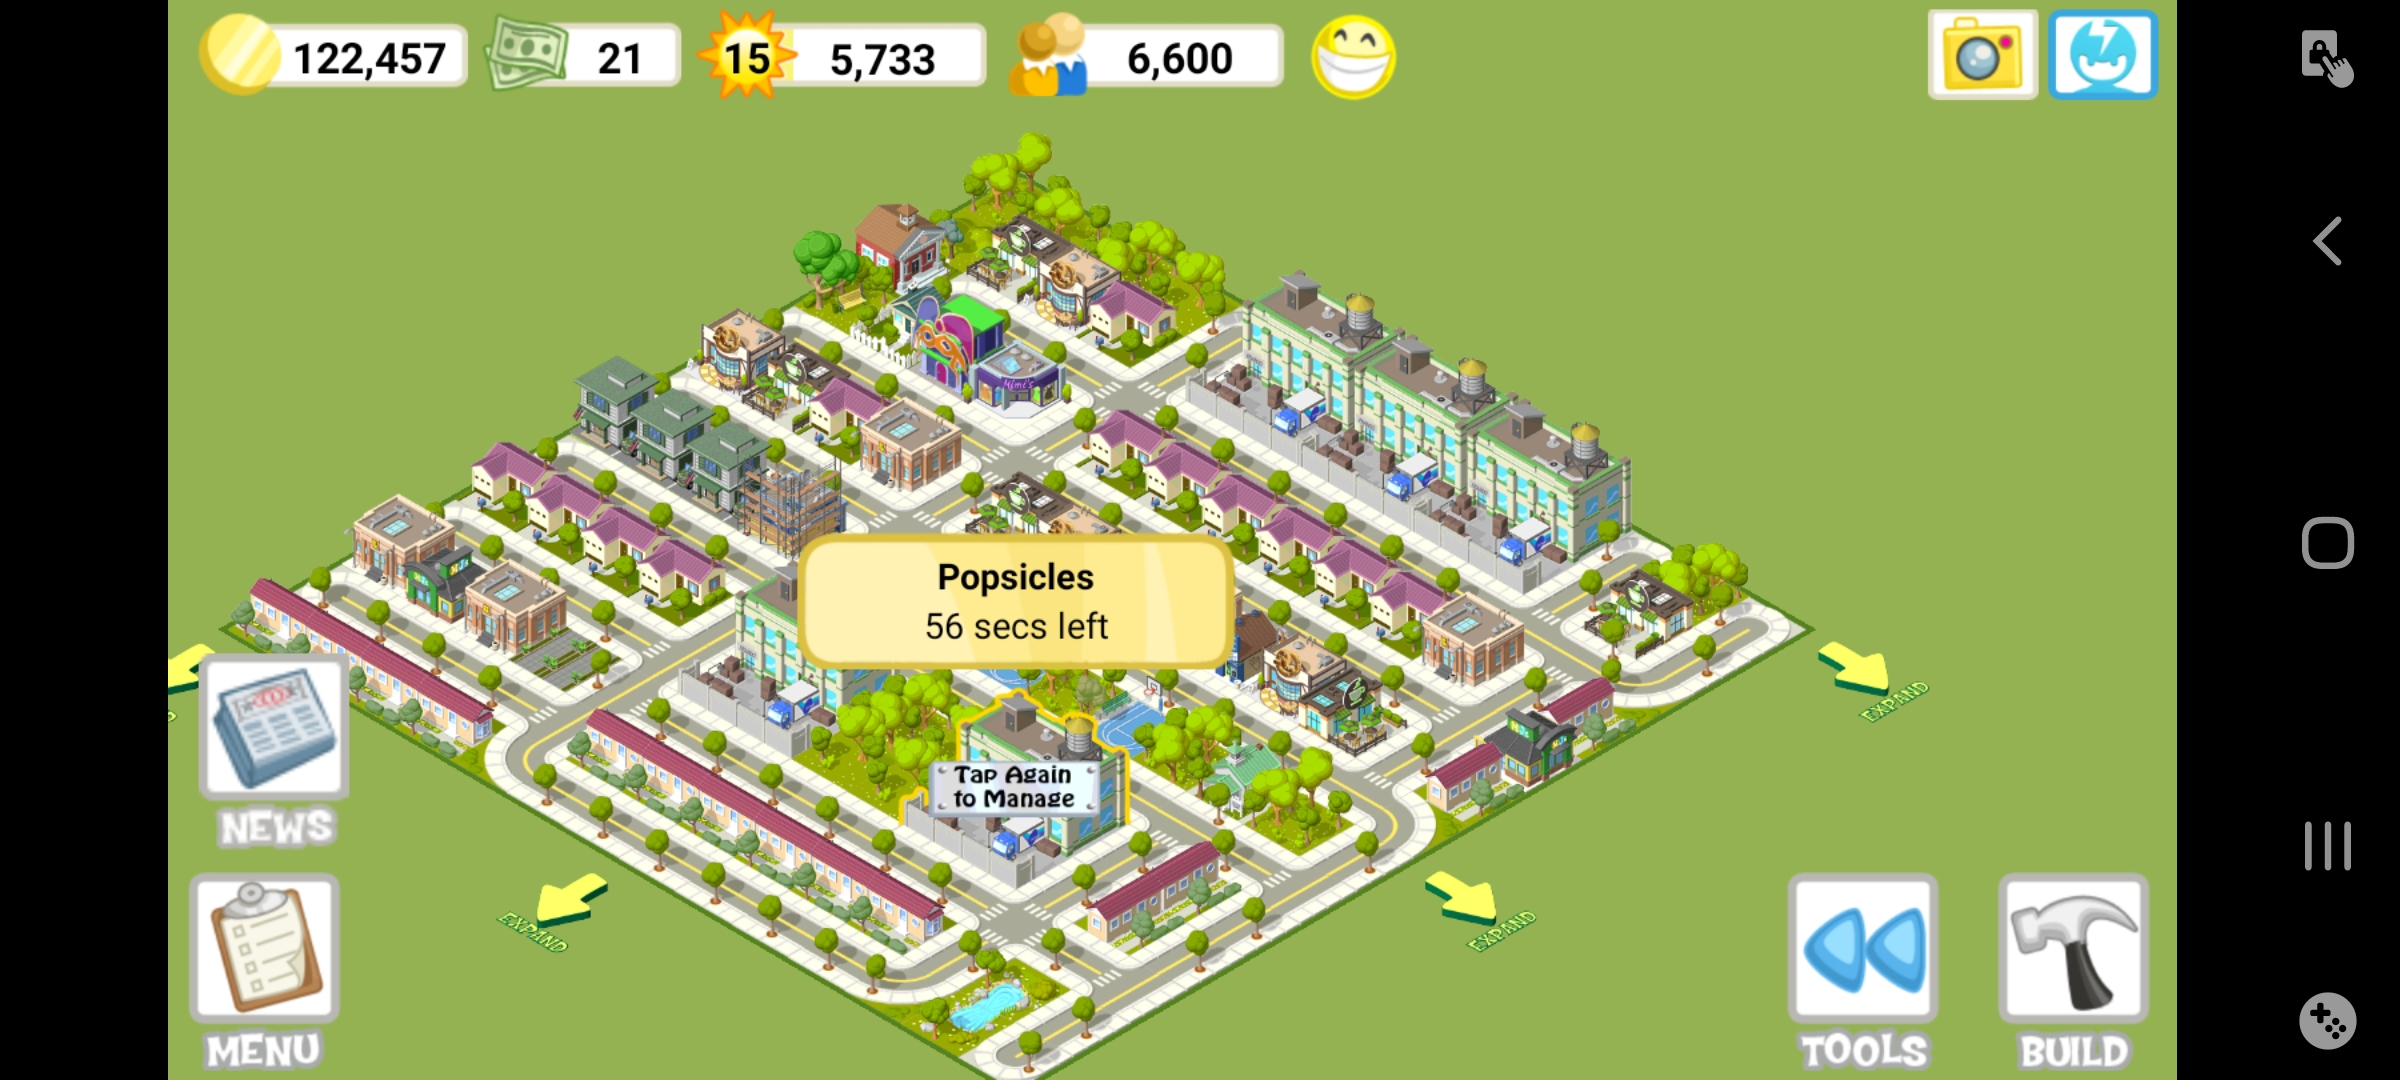 122,457
21
15
5,733
6,600
Mimi's
Popsicles
56 secs left
Tap Again
to Manage
EXPAND
EXPAND
EXPAND
NEWS
MENU
TOOLS
BUILD